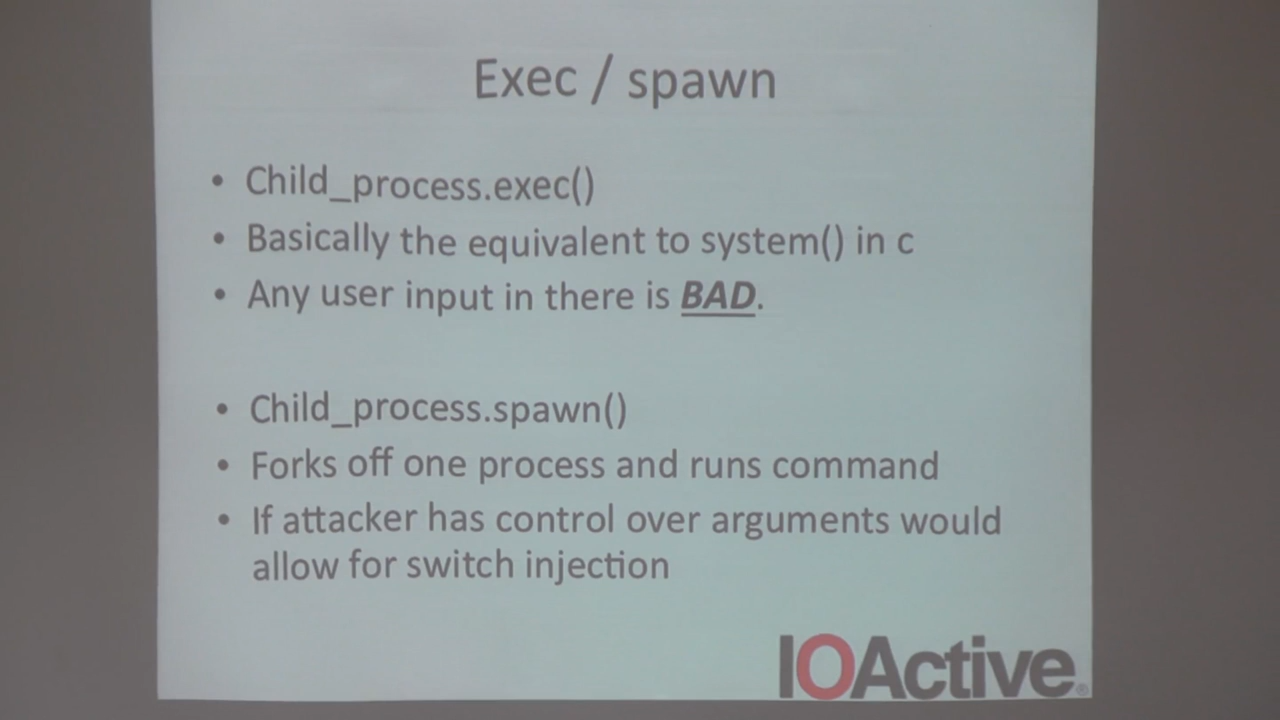 Exec / spawn
• Child_process.exec()
• Basically the equivalent to system() in c
• Any user input in there is BAD.
• Child_process.spawn()
• Forks off one process and runs command
• If attacker has control over arguments would
allow for switch injection
IOActive®